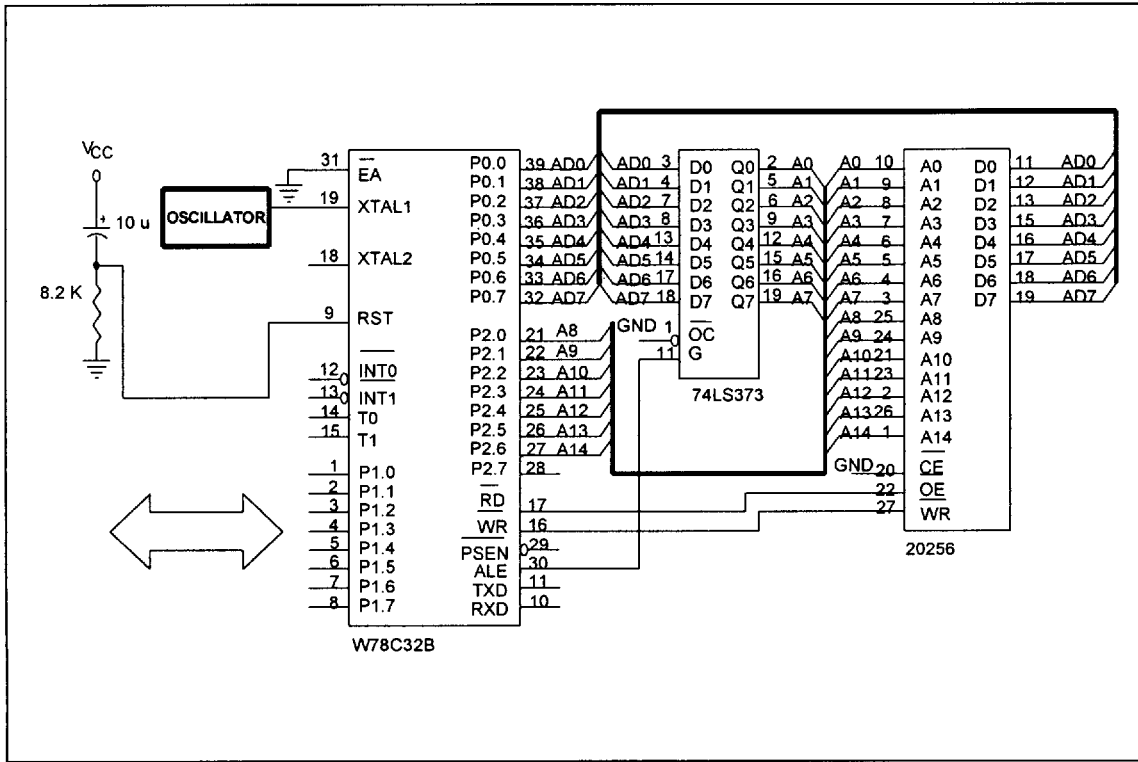 VCC
10 u
8.2 K
OSCILLATOR
31 EA
19 XTAL1
18 XTAL2
9 RST
12 INT0
13 INT1
14 T0
15 T1
1 P1.0
2 P1.1
3 P1.2
4 P1.3
5 P1.4
6 P1.5
7 P1.6
8 P1.7
P0.0 39 AD0
P0.1 38 AD1
P0.2 37 AD2
P0.3 36 AD3
P0.4 35 AD4
P0.5 34 AD5
P0.6 33 AD6
P0.7 32 AD7
P2.0 21 A8
P2.1 22 A9
P2.2 23 A10
P2.3 24 A11
P2.4 25 A12
P2.5 26 A13
P2.6 27 A14
P2.7 28
RD 17
WR 16
PSEN 29
ALE 30
TXD 11
RXD 10
W78C32B
AD0 3 D0 Q0 2 A0
AD1 4 D1 Q1 5 A1
AD2 7 D2 Q2 6 A2
AD3 8 D3 Q3 9 A3
AD4 13 D4 Q4 12 A4
AD5 14 D5 Q5 15 A5
AD6 17 D6 Q6 16 A6
AD7 18 D7 Q7 19 A7
GND 1 OC
11 G
74LS373
A0 10 A0 D0 11 AD0
A1 9 A1 D1 12 AD1
A2 8 A2 D2 13 AD2
A3 7 A3 D3 15 AD3
A4 6 A4 D4 16 AD4
A5 5 A5 D5 17 AD5
A6 4 A6 D6 18 AD6
A7 3 A7 D7 19 AD7
A8 25 A8
A9 24 A9
A10 21 A10
A11 23 A11
A12 2 A12
A13 26 A13
A14 1 A14
GND 20 CE
22 OE
27 WR
20256